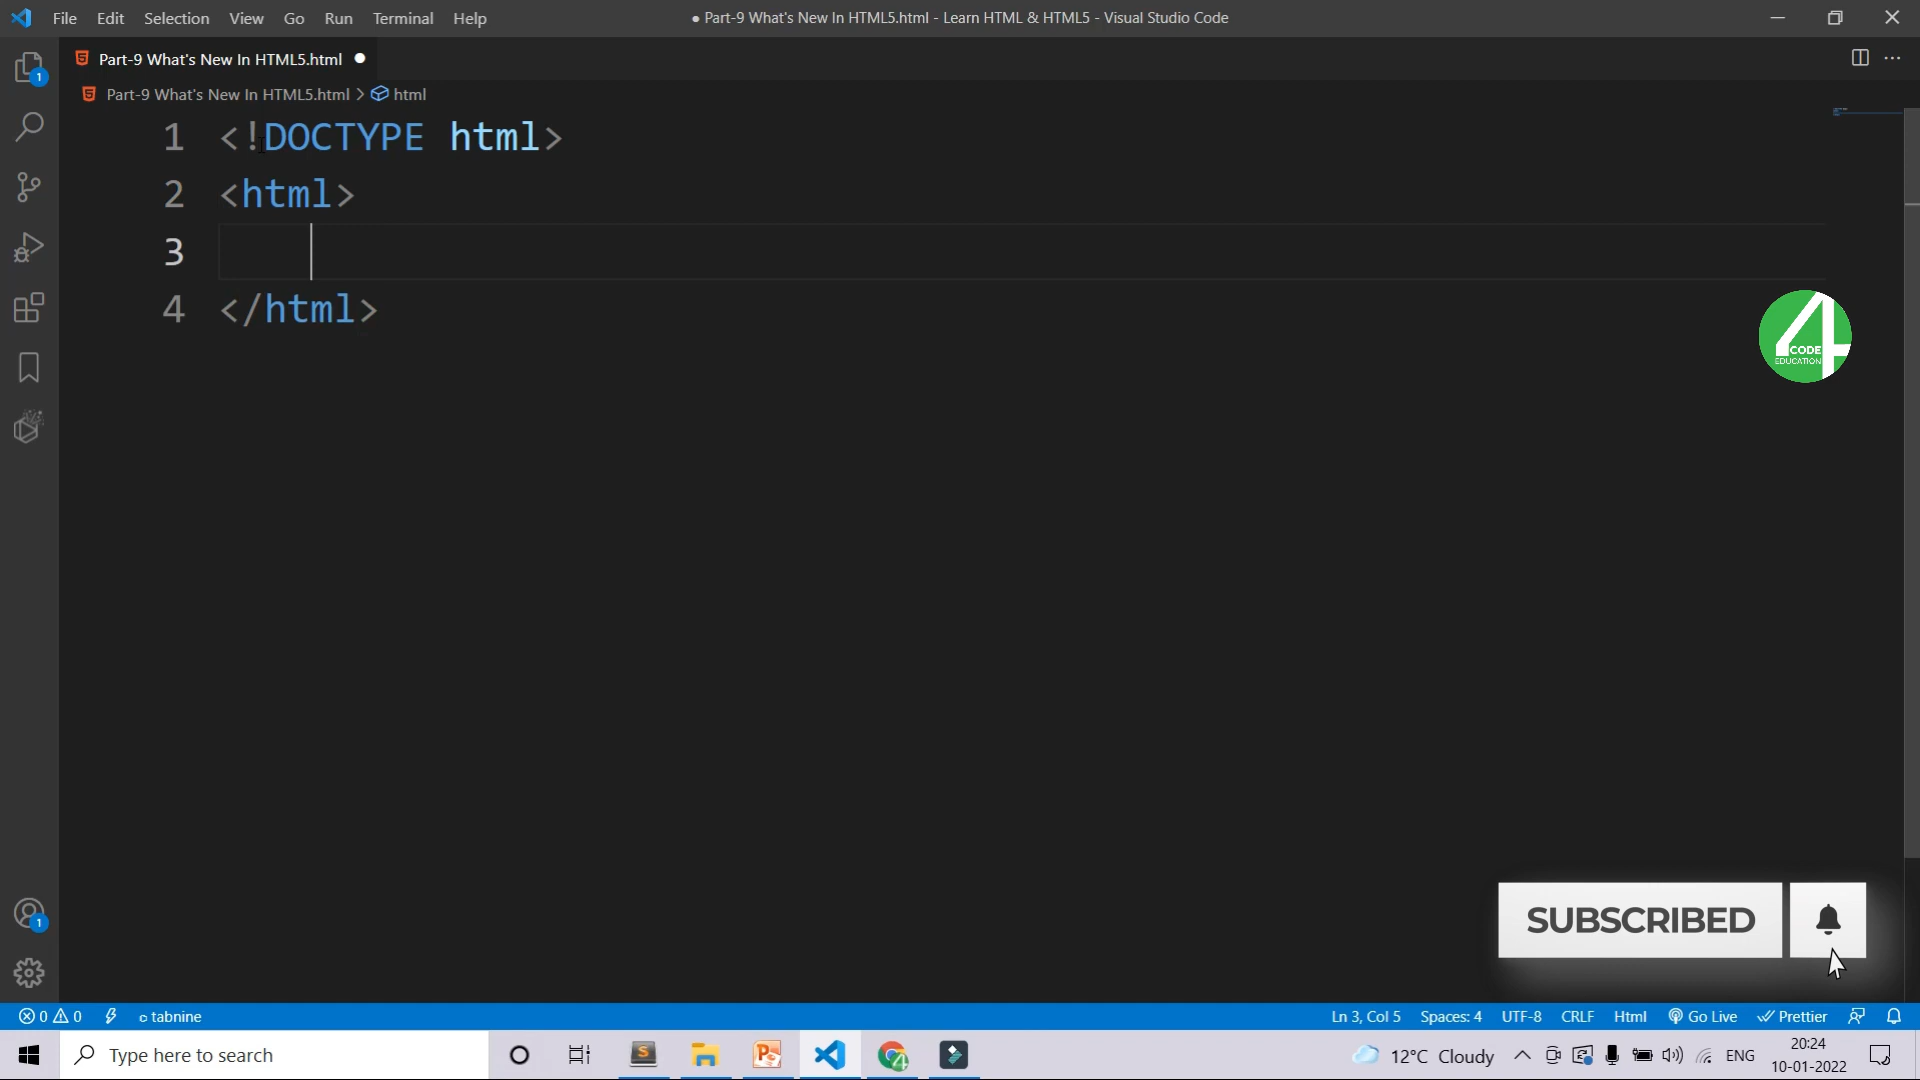 File Edit Selection View Go Run Terminal Help
● Part-9 What's New In HTML5.html - Learn HTML & HTML5 - Visual Studio Code
Part-9 What's New In HTML5.html ●
1
Part-9 What's New In HTML5.html > html
1 <!DOCTYPE html>
2 <html>
3
4 </html>
4
CODE
EDUCATION
SUBSCRIBED
1
0 0 tabnine
Ln 3, Col 5 Spaces: 4 UTF-8 CRLF Html Go Live Prettier
Type here to search
12°C Cloudy
ENG
20:24
10-01-2022